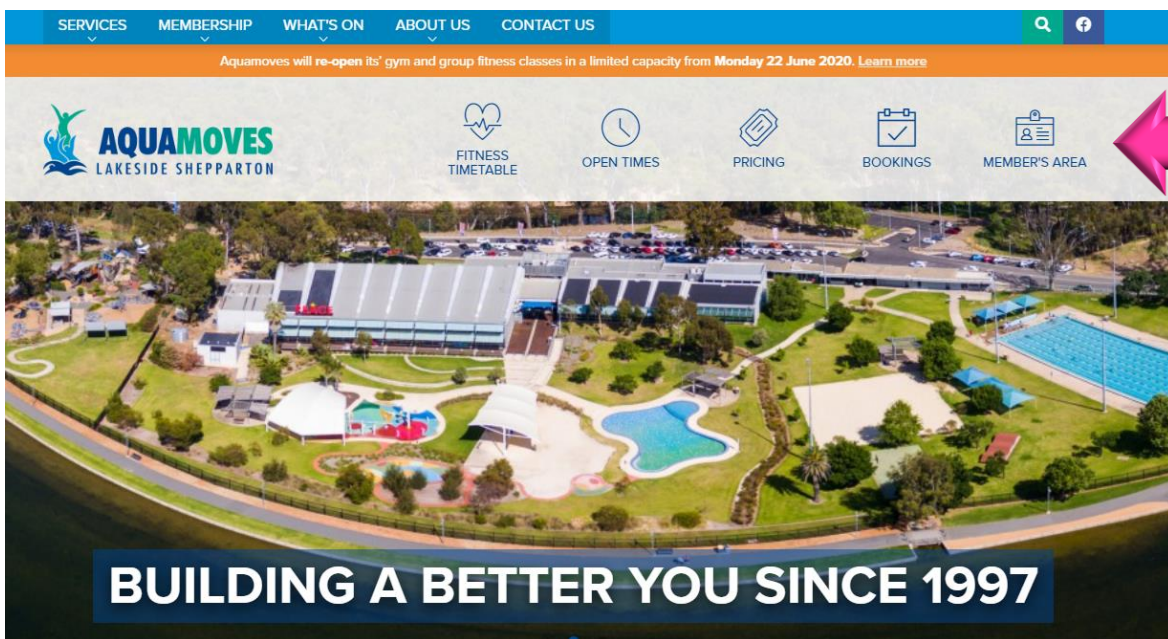 SERVICES MEMBERSHIP WHAT'S ON ABOUT US CONTACT US
Aquamoves will re-open its' gym and group fitness classes in a limited capacity from Monday 22 June 2020. Learn more
AQUAMOVES
LAKESIDE SHEPPARTON
FITNESS
TIMETABLE
OPEN TIMES
PRICING
BOOKINGS
MEMBER'S AREA
BUILDING A BETTER YOU SINCE 1997